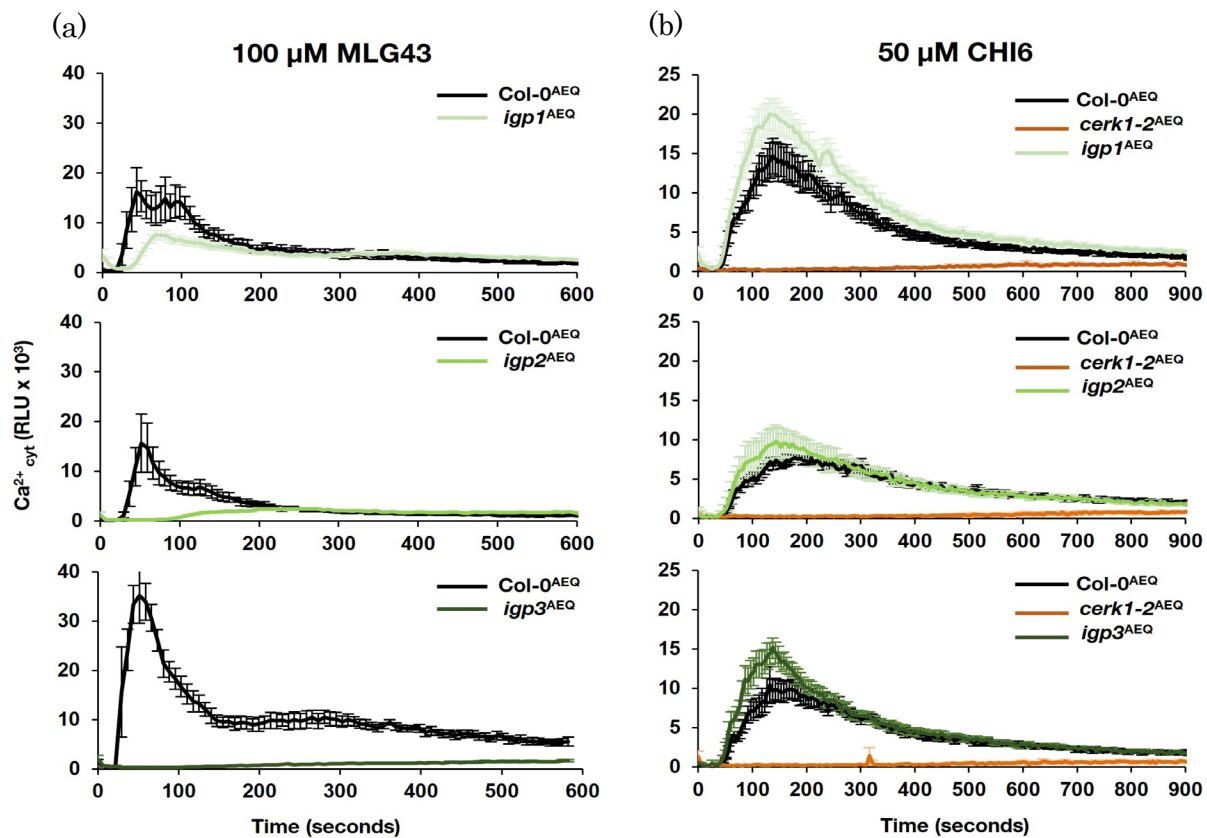 (a)
100 µM MLG43
40
30
20
10
0
0 100 200 300 400 500 600
Col-0ᴬᴱQ
igp1ᴬᴱQ
40
30
20
10
0
0 100 200 300 400 500 600
Col-0ᴬᴱQ
igp2ᴬᴱQ
Ca²⁺cyt (RLU x 10³)
40
30
20
10
0
0 100 200 300 400 500 600
Col-0ᴬᴱQ
igp3ᴬᴱQ
Time (seconds)
(b)
50 µM CHI6
25
20
15
10
5
0
0 100 200 300 400 500 600 700 800 900
Col-0ᴬᴱQ
cerk1-2ᴬᴱQ
igp1ᴬᴱQ
25
20
15
10
5
0
0 100 200 300 400 500 600 700 800 900
Col-0ᴬᴱQ
cerk1-2ᴬᴱQ
igp2ᴬᴱQ
25
20
15
10
5
0
0 100 200 300 400 500 600 700 800 900
Col-0ᴬᴱQ
cerk1-2ᴬᴱQ
igp3ᴬᴱQ
Time (seconds)